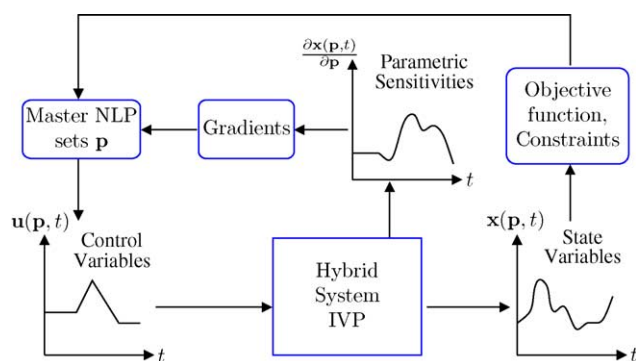 ∂x(p,t)
∂p
Parametric
Sensitivities
Master NLP
sets p
Gradients
Objective
function,
Constraints
t
u(p, t)
Control
Variables
x(p, t)
State
Variables
Hybrid
System
IVP
t
t